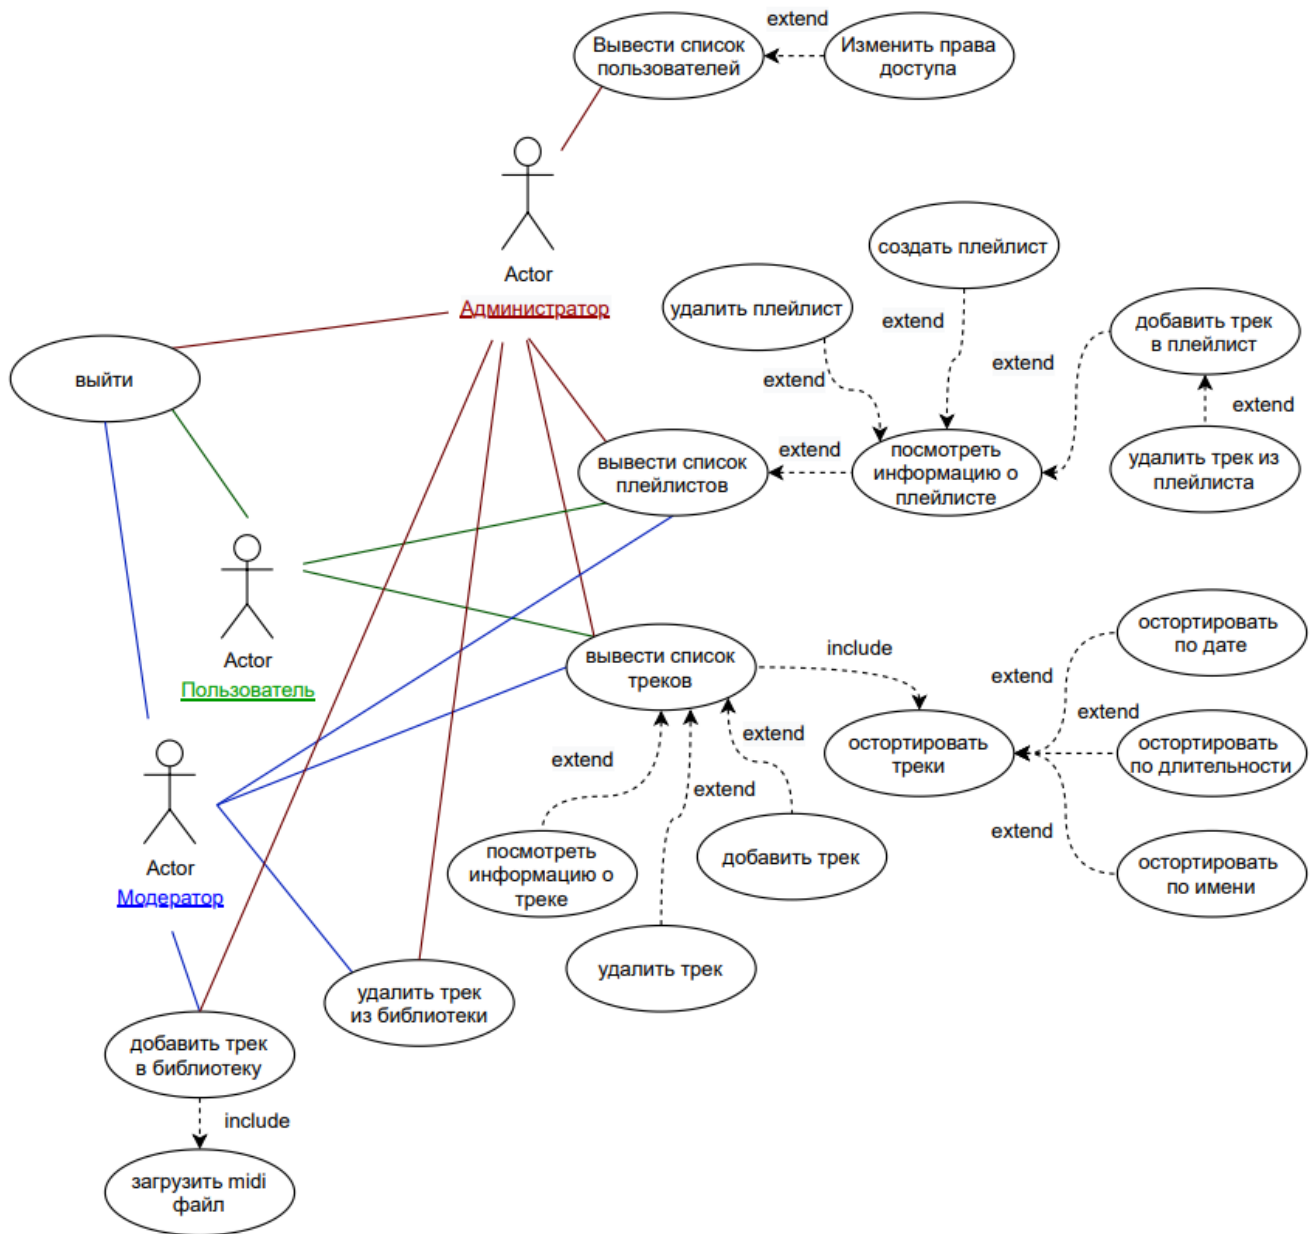 extend
Вывести список
пользователей
Изменить права
доступа
Actor
Администратор
создать плейлист
удалить плейлист
extend
добавить трек
в плейлист
extend
extend
extend
выйти
вывести список
плейлистов
extend
посмотреть
информацию о
плейлисте
удалить трек из
плейлиста
Actor
Пользователь
вывести список
треков
include
остортировать
по дате
extend
extend
остортировать
треки
остортировать
по длительности
extend
extend
extend
extend
остортировать
по имени
Actor
Модератор
посмотреть
информацию о
треке
добавить трек
удалить трек
удалить трек
из библиотеки
добавить трек
в библиотеку
include
загрузить midi
файл